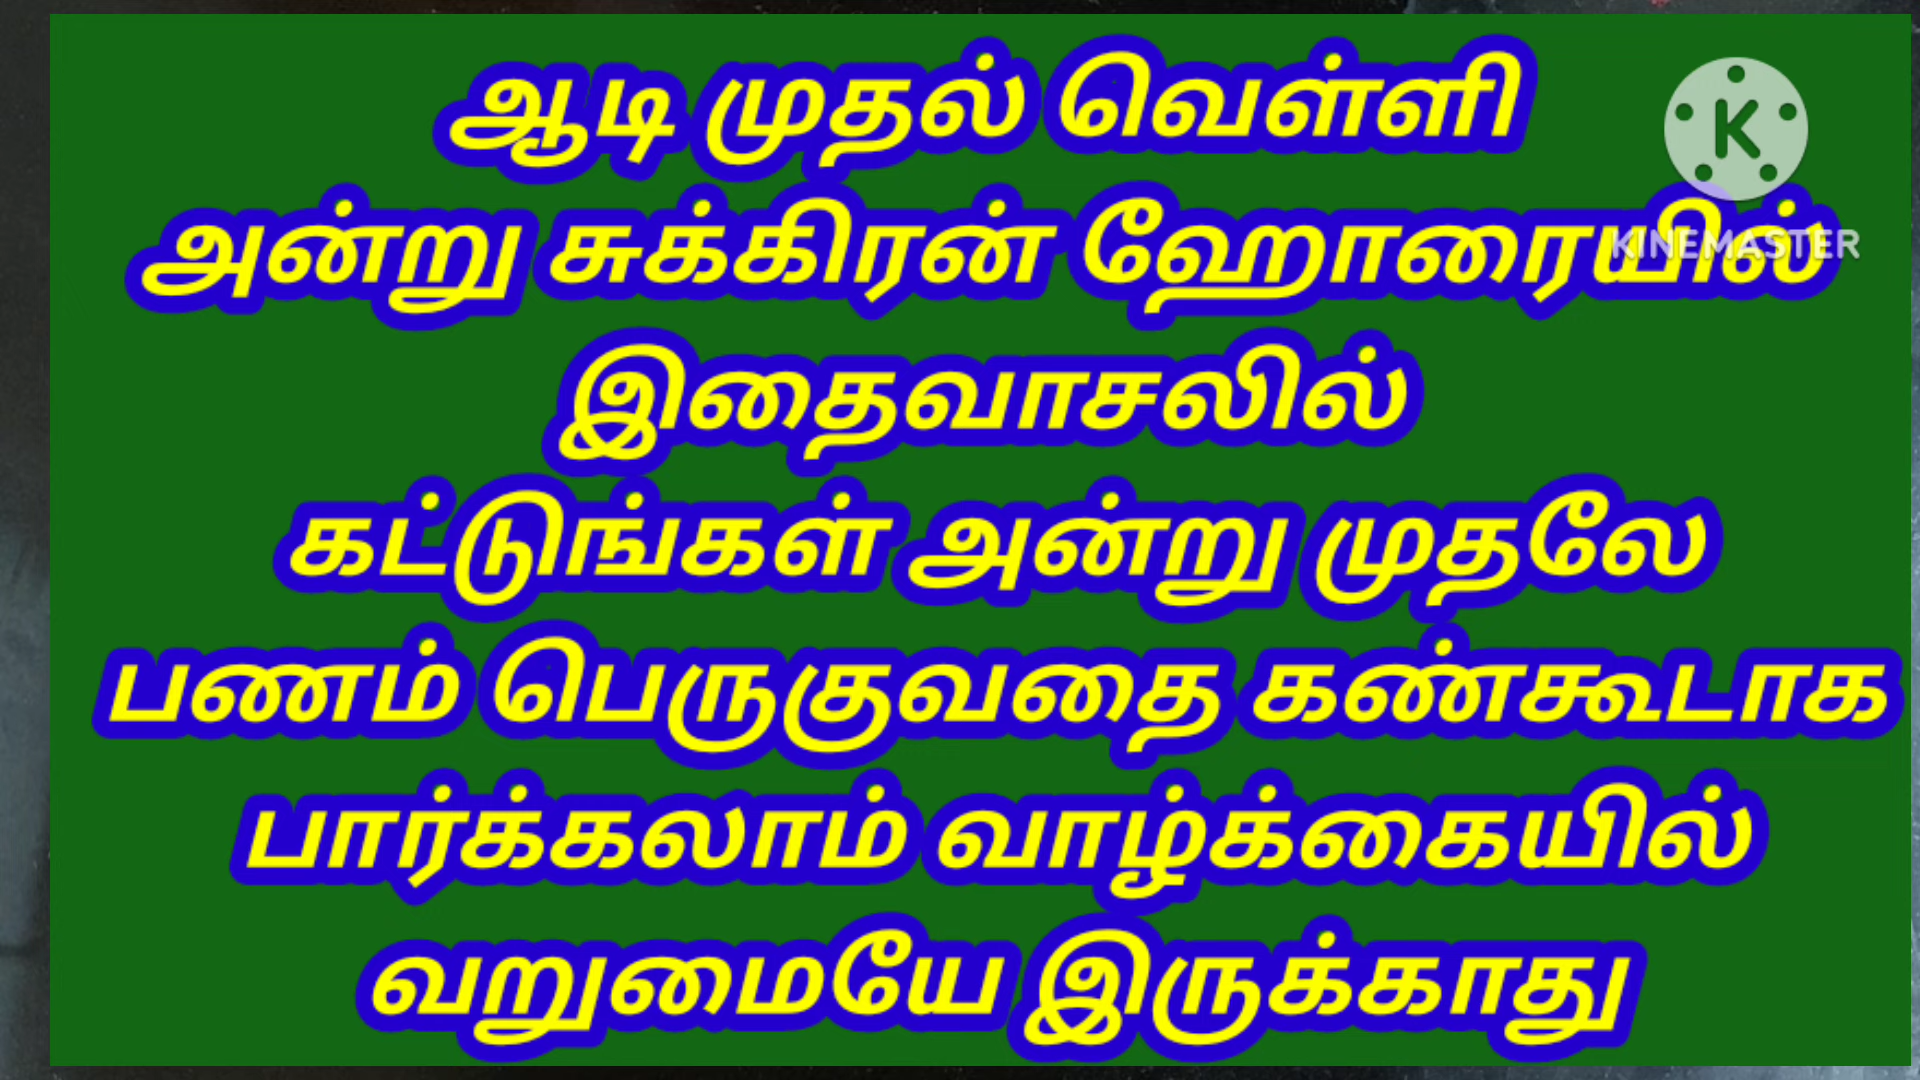 ஆடி முதல் வெள்ளி
அன்று சுக்கிரன் ஹோரையில்
இதைவாசலில்
கட்டுங்கள் அன்று முதலே
பணம் பெருகுவதை கண்கூடாக
பார்க்கலாம் வாழ்க்கையில்
வறுமையே இருக்காது
K
KINEMASTER